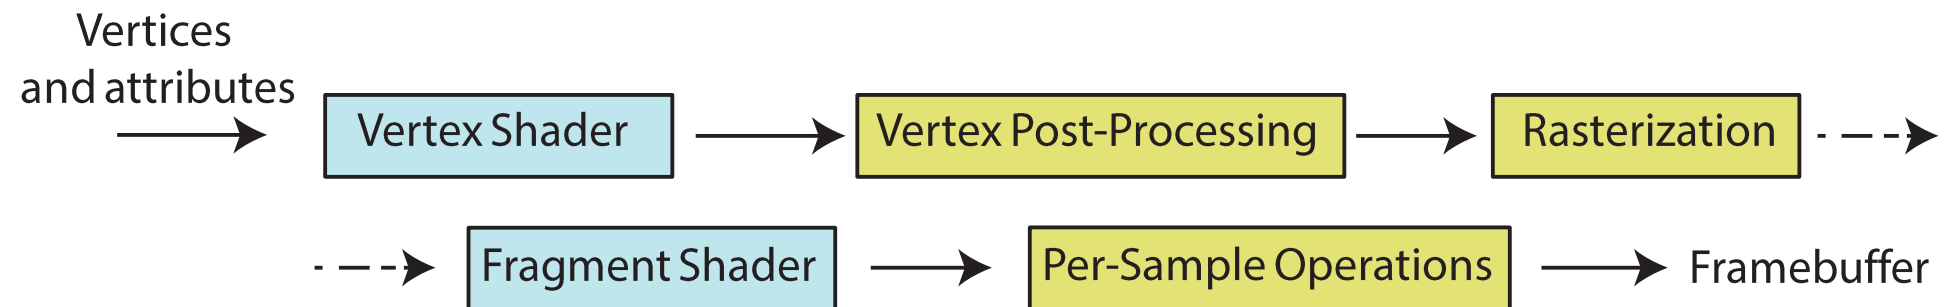 Vertices
and attributes
Vertex Shader
Vertex Post-Processing
Rasterization
Fragment Shader
Per-Sample Operations
Framebuffer